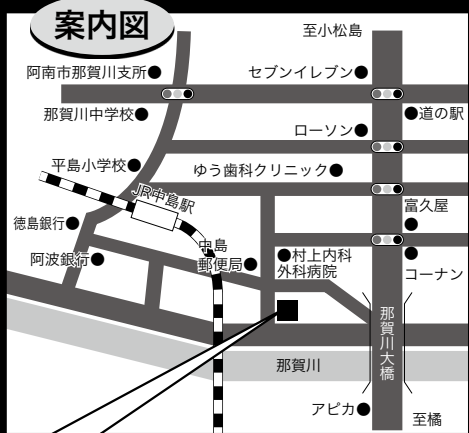 案内図
至小松島
阿南市那賀川支所
セブンイレブン
那賀川中学校
道の駅
ローソン
平島小学校
ゆう歯科クリニック
JR中島駅
富久屋
徳島銀行
中島
郵便局
阿波銀行
村上内科
外科病院
コーナン
那賀川大橋
那賀川
アピカ
至橘